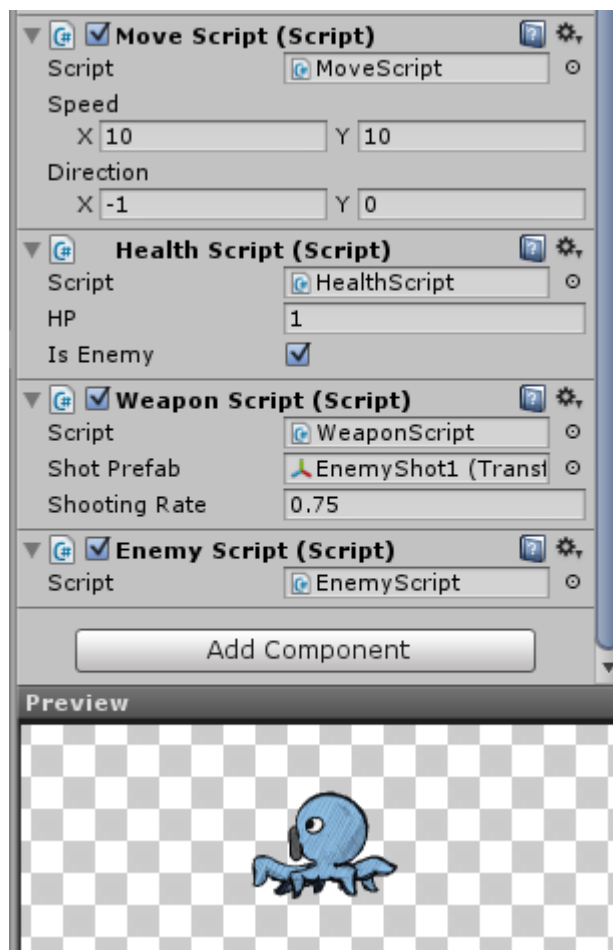 Move Script (Script)
Script MoveScript
Speed
X 10 Y 10
Direction
X -1 Y 0
Health Script (Script)
Script HealthScript
HP 1
Is Enemy
Weapon Script (Script)
Script WeaponScript
Shot Prefab EnemyShot1 (Transf
Shooting Rate 0.75
Enemy Script (Script)
Script EnemyScript
Add Component
Preview